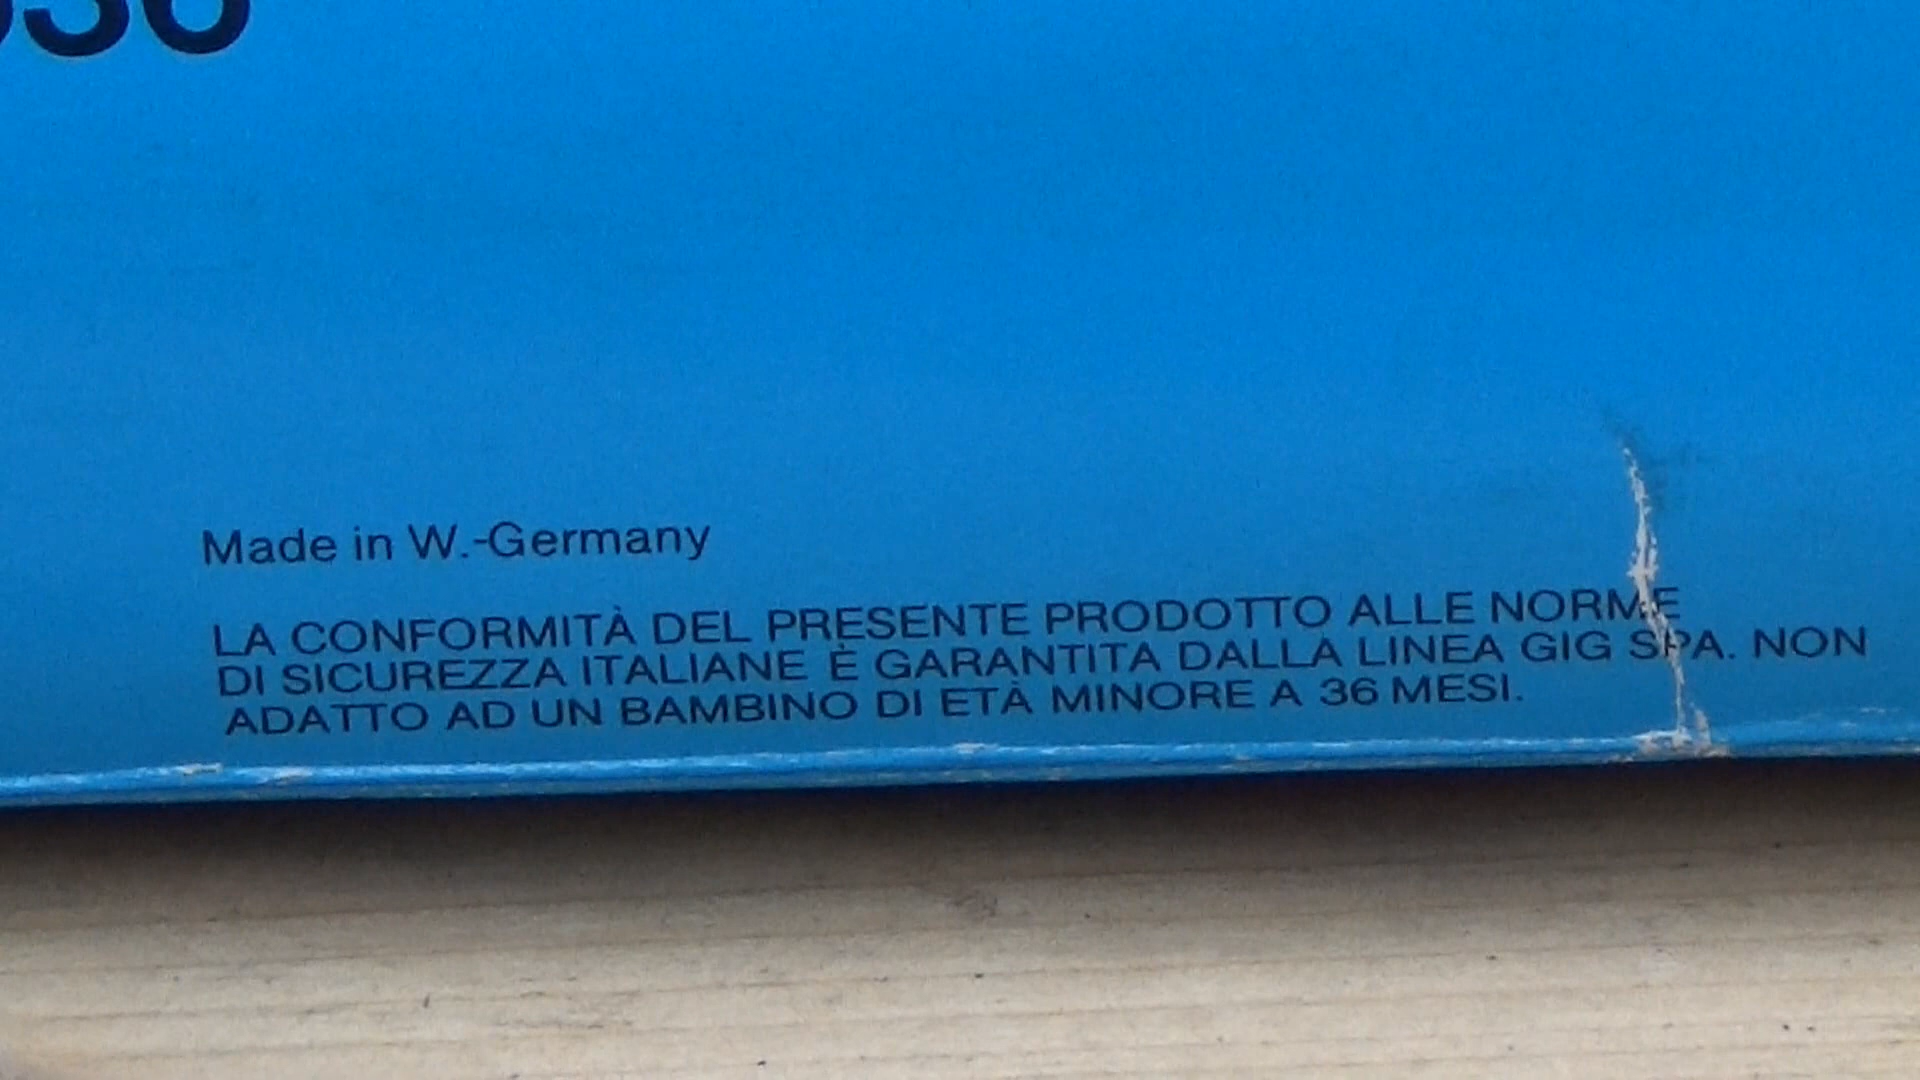 Made in W.-Germany
LA CONFORMITÀ DEL PRESENTE PRODOTTO ALLE NORME
DI SICUREZZA ITALIANE È GARANTITA DALLA LINEA GIG SPA. NON
ADATTO AD UN BAMBINO DI ETÀ MINORE A 36 MESI.